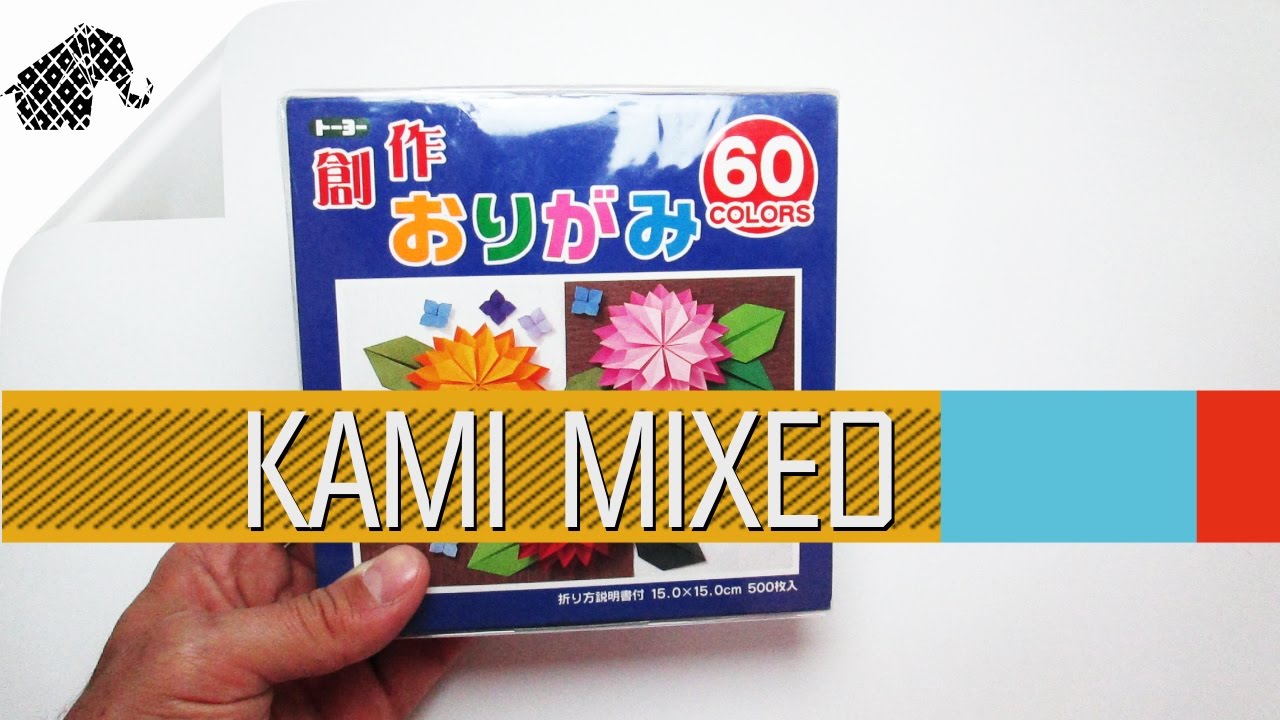 トーヨー
創作
おりがみ
60
COLORS
KAMI MIXED
折り方説明書付 15.0×15.0cm 500枚入